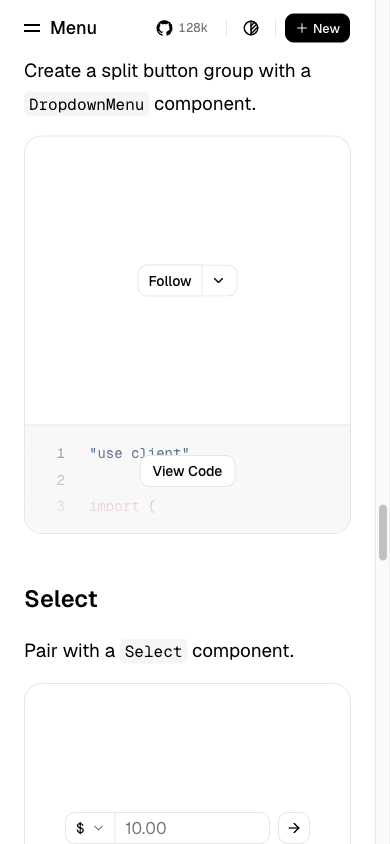 Menu
128k
New
Create a split button group with a
DropdownMenu component.
Follow
1 "use client"
View Code
2
3 import {
Select
Pair with a Select component.
$
10.00